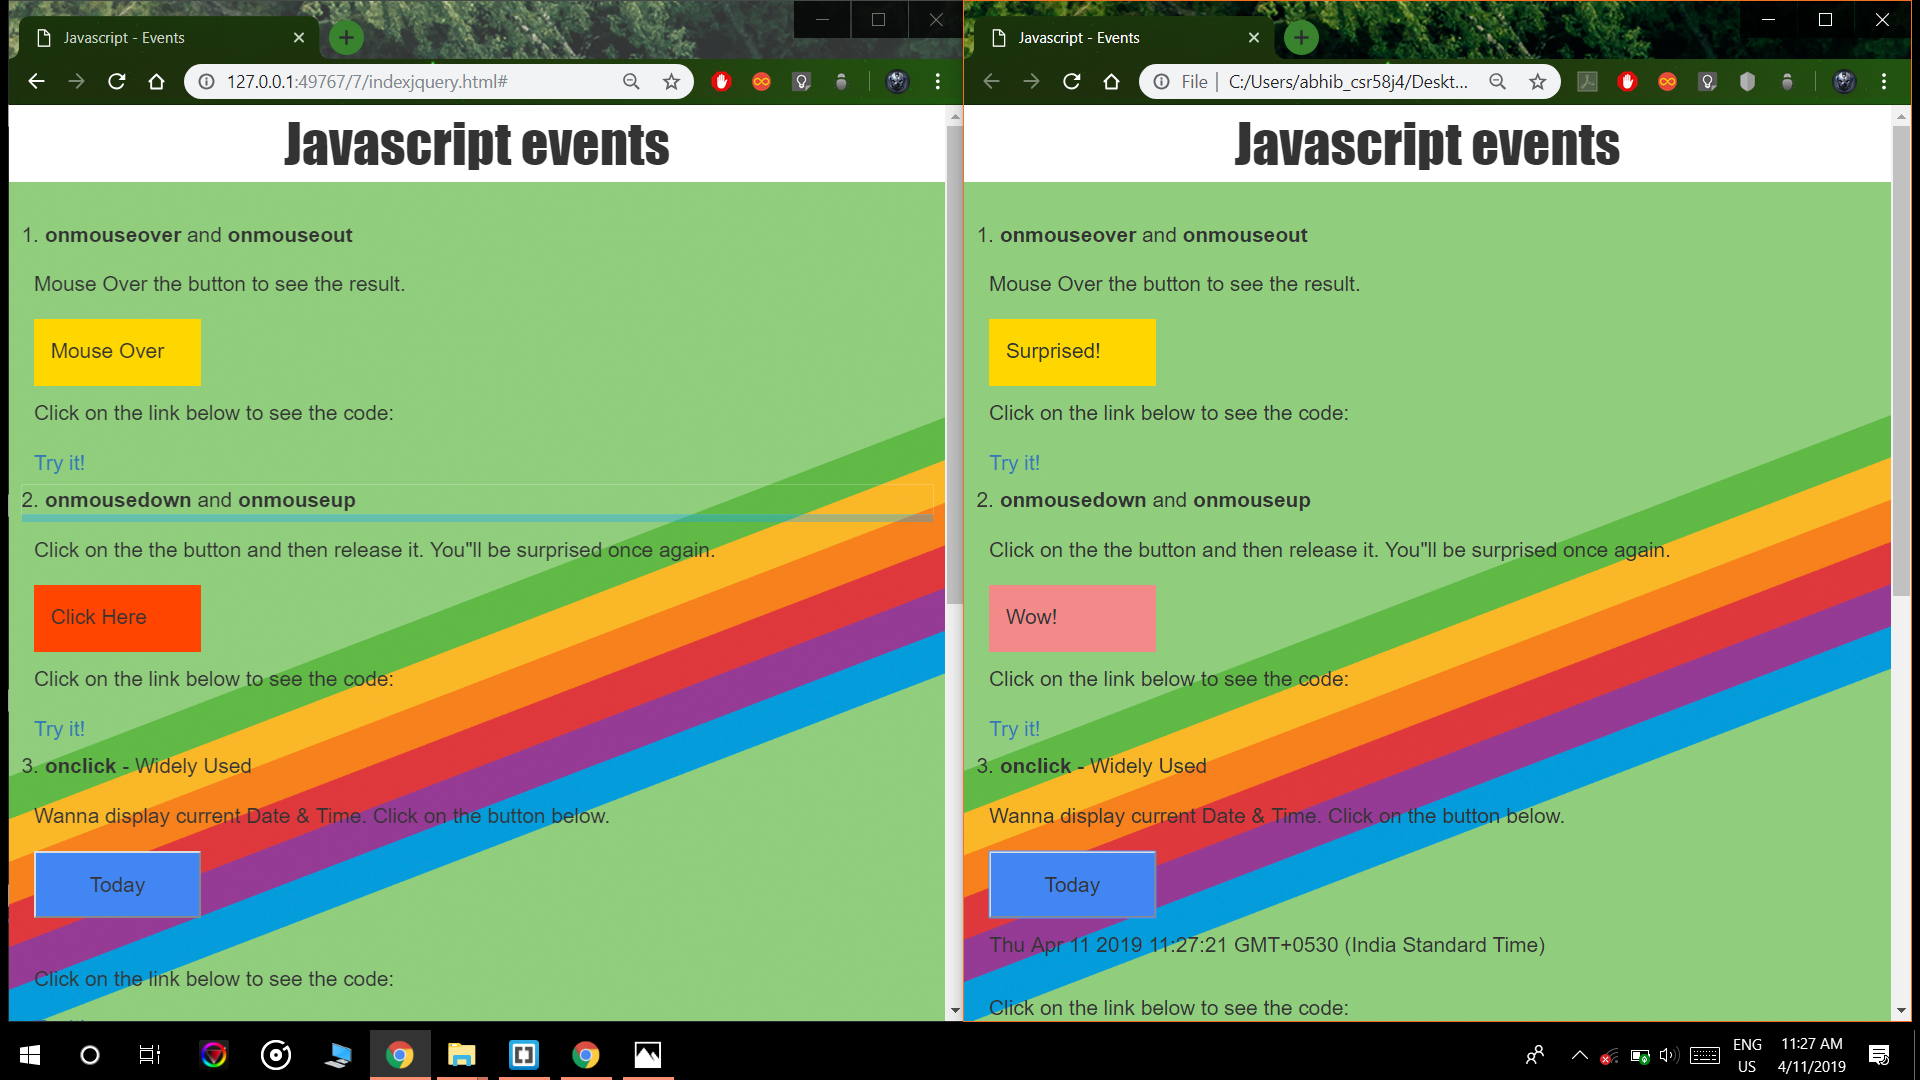 Javascript - Events
127.0.0.1:49767/7/indexjquery.html#
Javascript events
1. onmouseover and onmouseout
Mouse Over the button to see the result.
Mouse Over
Click on the link below to see the code:
Try it!
2. onmousedown and onmouseup
Click on the the button and then release it. You"ll be surprised once again.
Click Here
Click on the link below to see the code:
Try it!
3. onclick - Widely Used
Wanna display current Date & Time. Click on the button below.
Today
Click on the link below to see the code:
Javascript - Events
File | C:/Users/abhib_csr58j4/Deskt...
Javascript events
1. onmouseover and onmouseout
Mouse Over the button to see the result.
Surprised!
Click on the link below to see the code:
Try it!
2. onmousedown and onmouseup
Click on the the button and then release it. You"ll be surprised once again.
Wow!
Click on the link below to see the code:
Try it!
3. onclick - Widely Used
Wanna display current Date & Time. Click on the button below.
Today
Thu Apr 11 2019 11:27:21 GMT+0530 (India Standard Time)
Click on the link below to see the code:
ENG
US
11:27 AM
4/11/2019